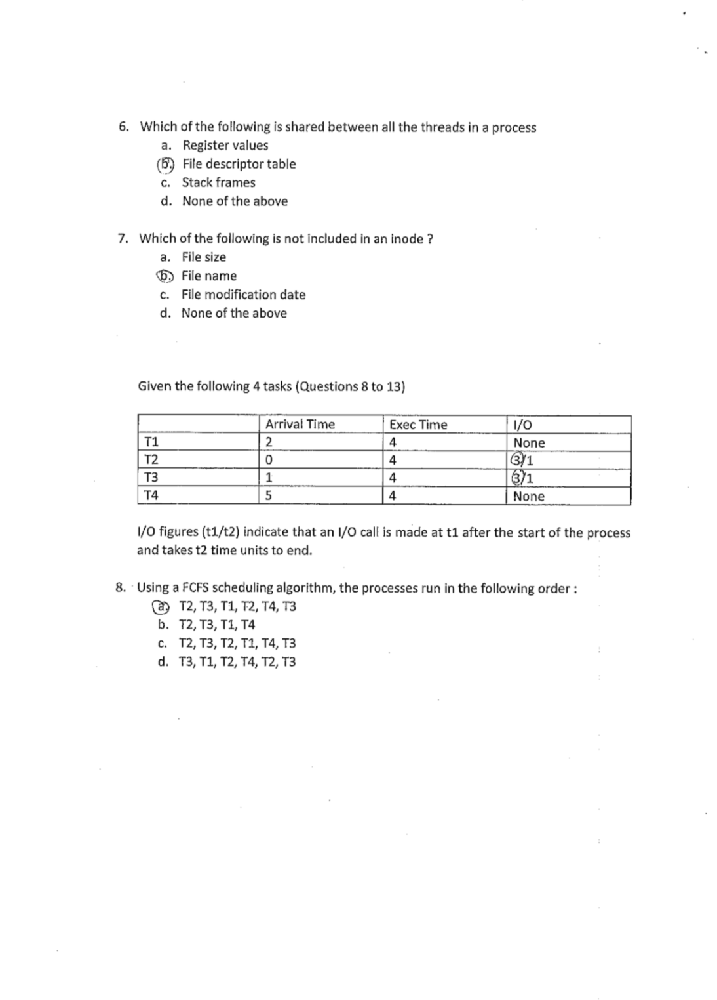 6. Which of the following is shared between all the threads in a process
a. Register values
b. File descriptor table
c. Stack frames
d. None of the above
7. Which of the following is not included in an inode ?
a. File size
b. File name
c. File modification date
d. None of the above
Given the following 4 tasks (Questions 8 to 13)
Arrival Time Exec Time I/O
T1 2 4 None
T2 0 4 3/1
T3 1 4 3/1
T4 5 4 None
I/O figures (t1/t2) indicate that an I/O call is made at t1 after the start of the process
and takes t2 time units to end.
8. Using a FCFS scheduling algorithm, the processes run in the following order :
a. T2, T3, T1, T2, T4, T3
b. T2, T3, T1, T4
c. T2, T3, T2, T1, T4, T3
d. T3, T1, T2, T4, T2, T3